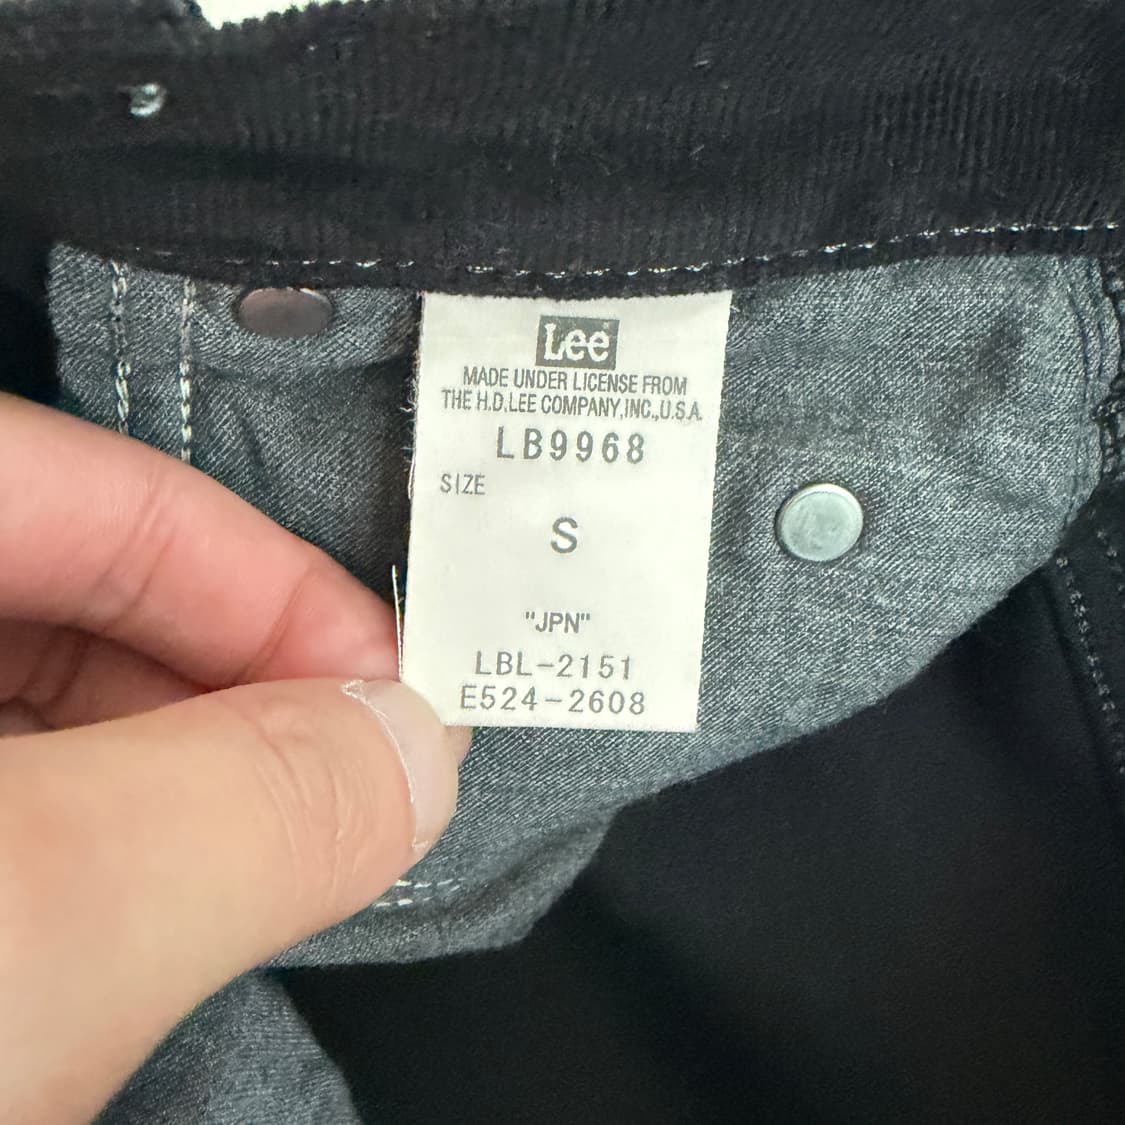 Lee
MADE UNDER LICENSE FROM
THE H.D.LEE COMPANY,INC.,U.S.A.
LB9968
SIZE
S
"JPN"
LBL-2151
E524-2608